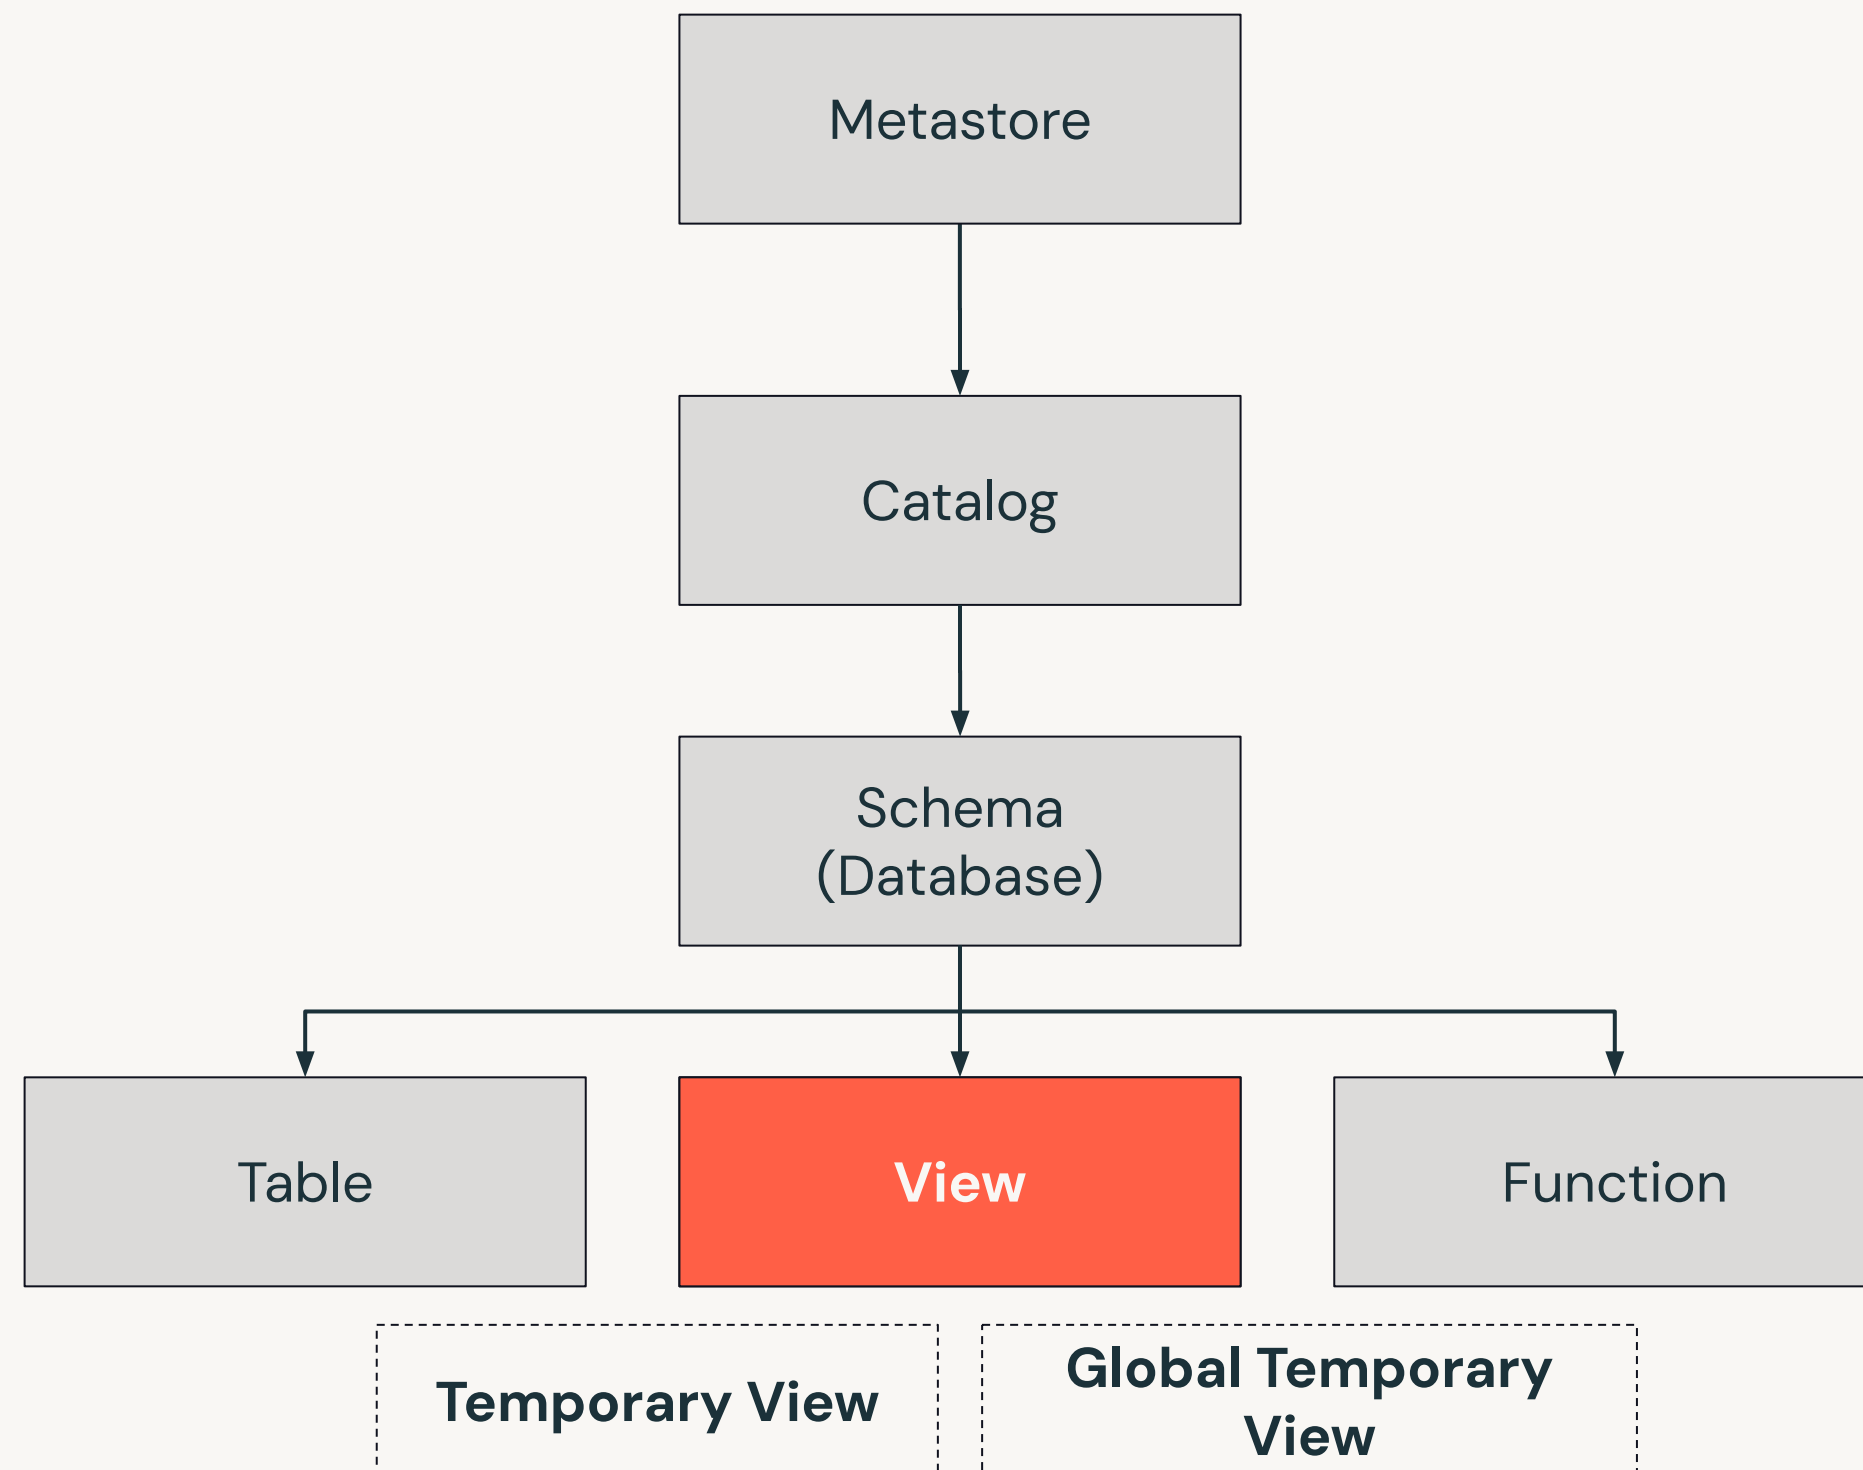 Metastore
Catalog
Schema
(Database)
Table
View
Function
Temporary View
Global Temporary
View